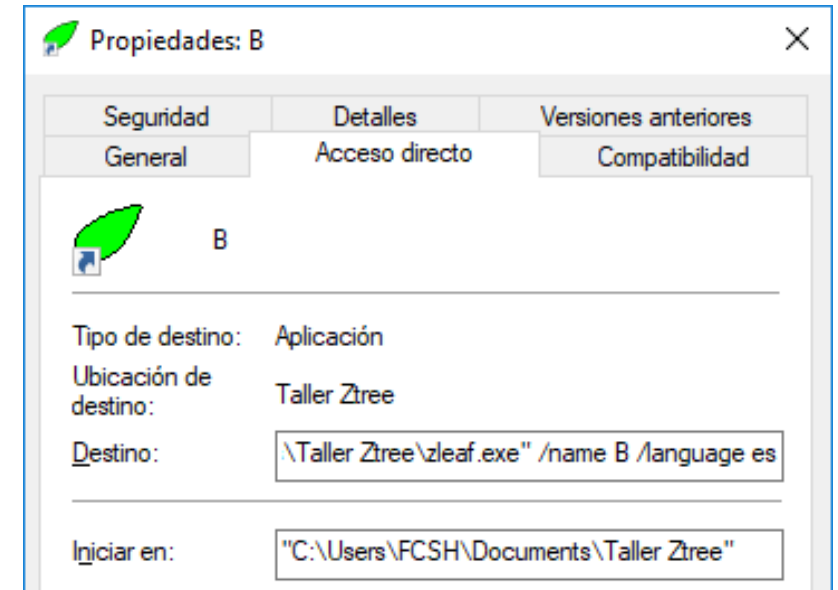 Propiedades: B
Seguridad Detalles Versiones anteriores
General Acceso directo Compatibilidad
B
Tipo de destino: Aplicación
Ubicación de
destino: Taller Ztree
Destino: :\Taller Ztree\zleaf.exe" /name B /language es
Iniciar en: "C:\Users\FCSH\Documents\Taller Ztree"